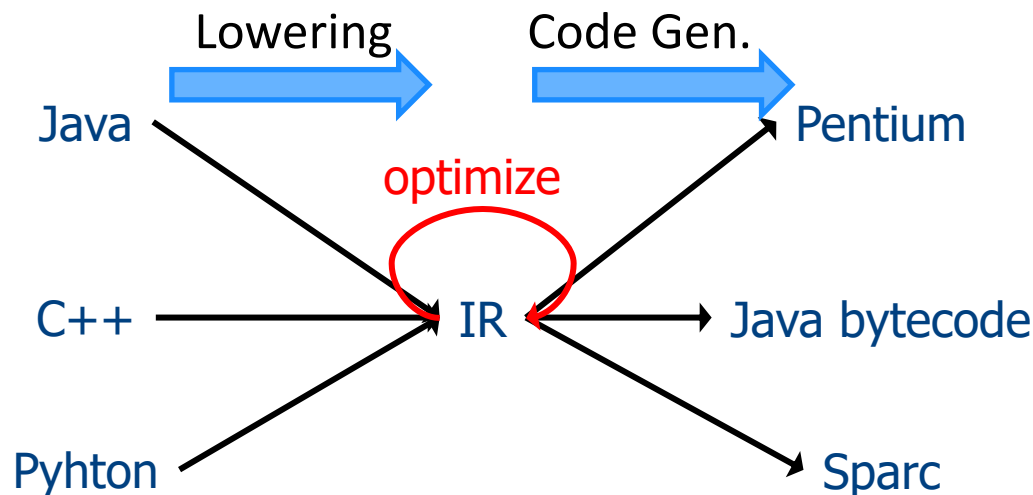 Lowering
Code Gen.
Java
Pentium
optimize
C++
IR
Java bytecode
Pyhton
Sparc